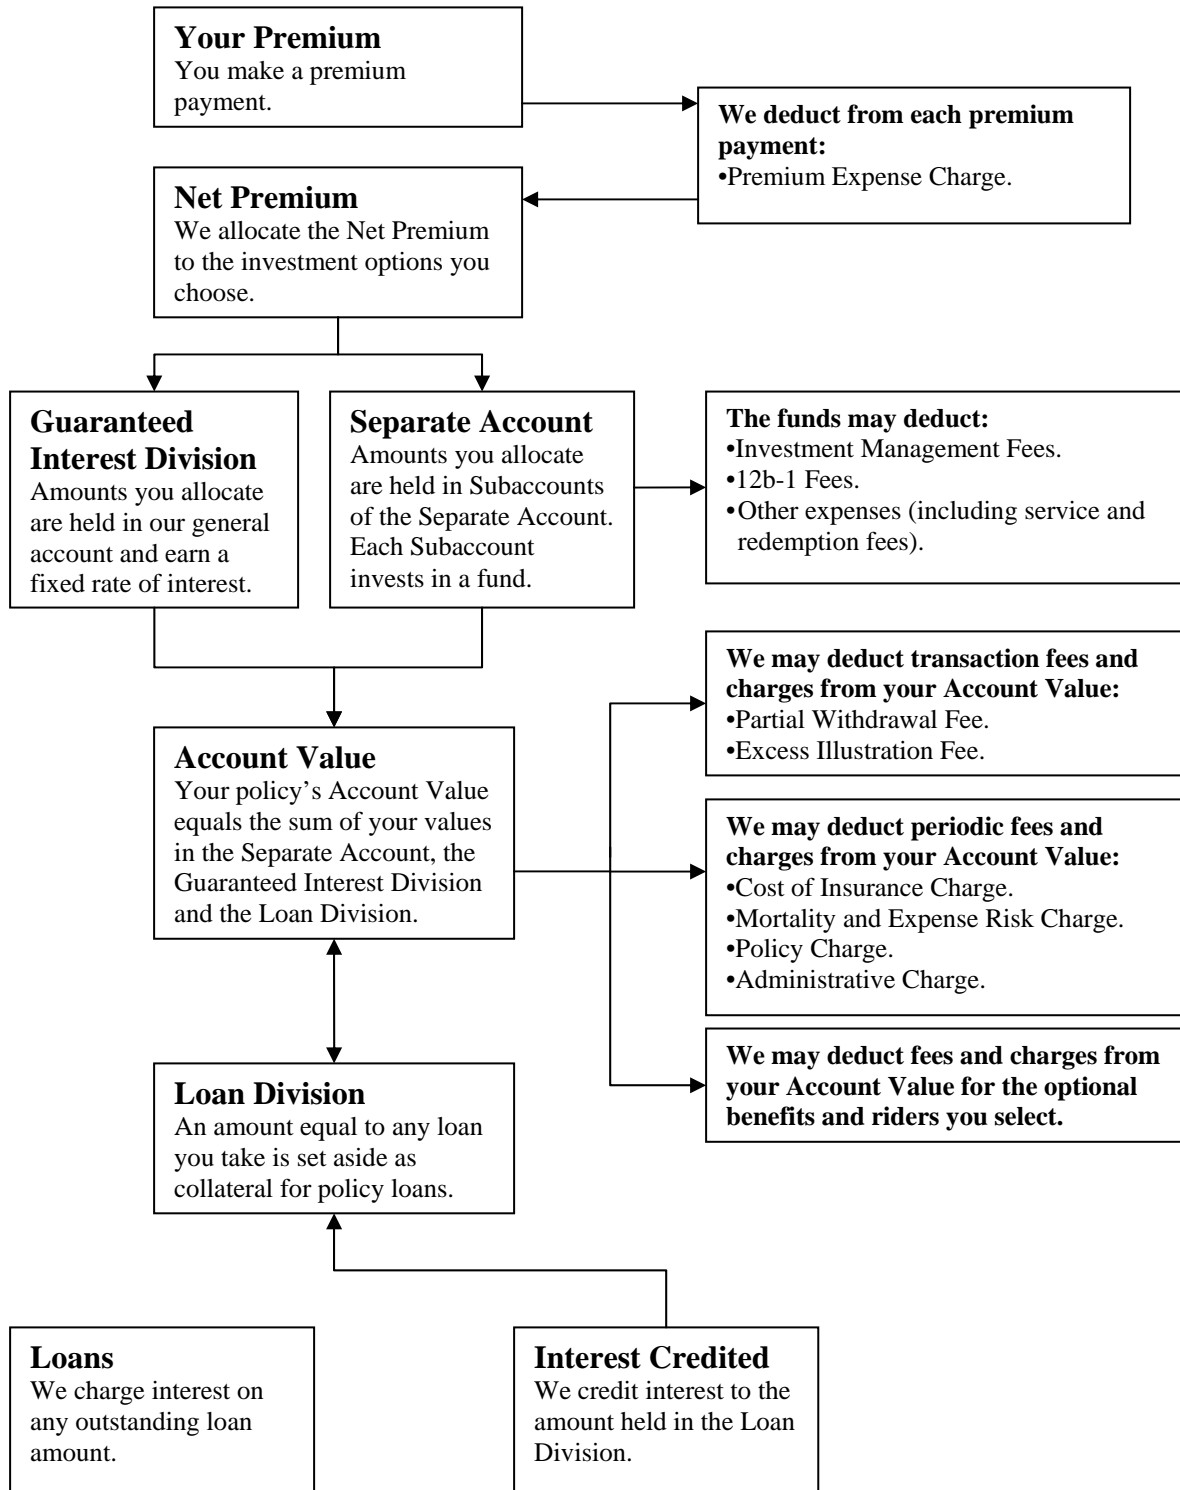 Your Premium
You make a premium
payment.
We deduct from each premium
payment:
•Premium Expense Charge.
Net Premium
We allocate the Net Premium
to the investment options you
choose.
Guaranteed
Interest Division
Amounts you allocate
are held in our general
account and earn a
fixed rate of interest.
Separate Account
Amounts you allocate
are held in Subaccounts
of the Separate Account.
Each Subaccount
invests in a fund.
The funds may deduct:
•Investment Management Fees.
•12b-1 Fees.
•Other expenses (including service and
redemption fees).
We may deduct transaction fees and
charges from your Account Value:
•Partial Withdrawal Fee.
•Excess Illustration Fee.
Account Value
Your policy’s Account Value
equals the sum of your values
in the Separate Account, the
Guaranteed Interest Division
and the Loan Division.
We may deduct periodic fees and
charges from your Account Value:
•Cost of Insurance Charge.
•Mortality and Expense Risk Charge.
•Policy Charge.
•Administrative Charge.
We may deduct fees and charges from
your Account Value for the optional
benefits and riders you select.
Loan Division
An amount equal to any loan
you take is set aside as
collateral for policy loans.
Loans
We charge interest on
any outstanding loan
amount.
Interest Credited
We credit interest to the
amount held in the Loan
Division.